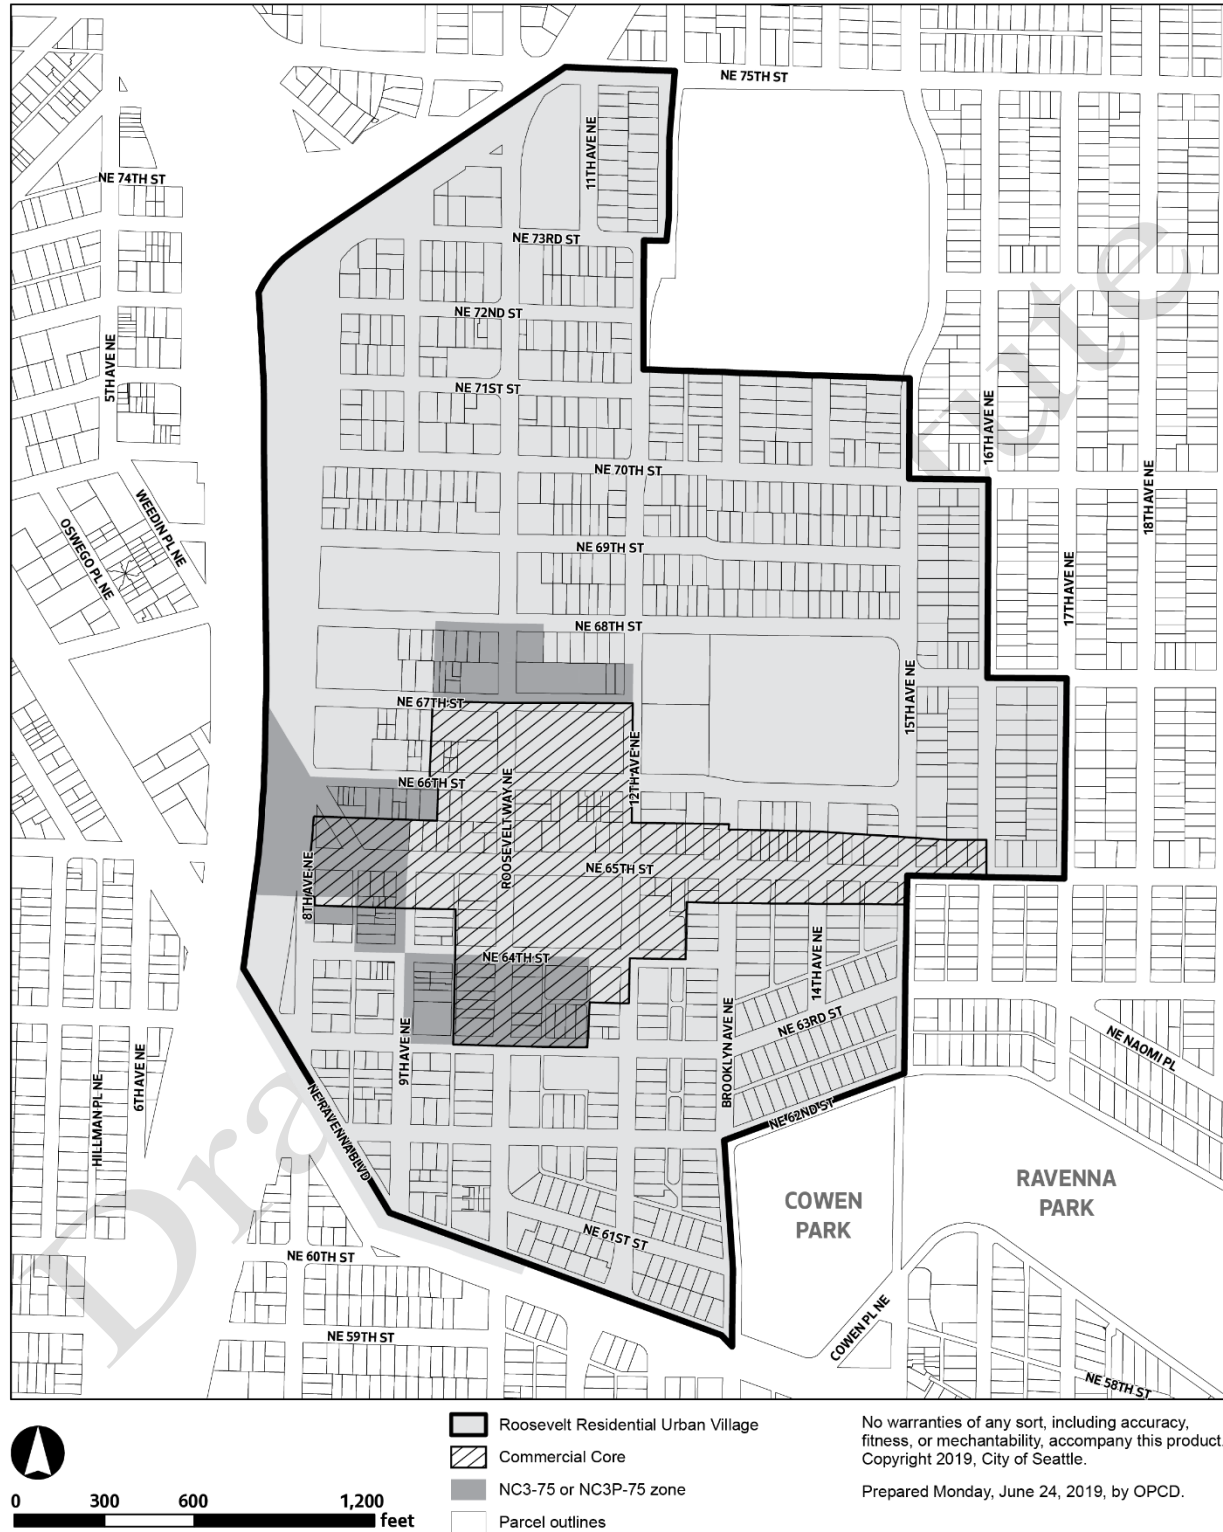 NE 75TH ST
11TH AVE NE
NE 74TH ST
NE 73RD ST
NE 72ND ST
5TH AVE NE
NE 71ST ST
16TH AVE NE
NE 70TH ST
18TH AVE NE
WEEDIN PL NE
OSWEGO PL NE
NE 69TH ST
17TH AVE NE
NE 68TH ST
15TH AVE NE
NE 67TH ST
12TH AVE NE
NE 66TH ST
ROOSEVELT WAY NE
NE 65TH ST
8TH AVE NE
NE 64TH ST
14TH AVE NE
BROOKLYN AVE NE
NE 63RD ST
9TH AVE NE
NE NAOMI PL
6TH AVE NE
HILLMAN PL NE
NE RAVENNA BLVD
NE 62ND ST
RAVENNA
PARK
COWEN
PARK
NE 61ST ST
NE 60TH ST
NE 59TH ST
COWEN PL NE
NE 58TH ST
Roosevelt Residential Urban Village
Commercial Core
NC3-75 or NC3P-75 zone
Parcel outlines
No warranties of any sort, including accuracy,
fitness, or mechantability, accompany this product.
Copyright 2019, City of Seattle.
Prepared Monday, June 24, 2019, by OPCD.
0 300 600 1,200
feet